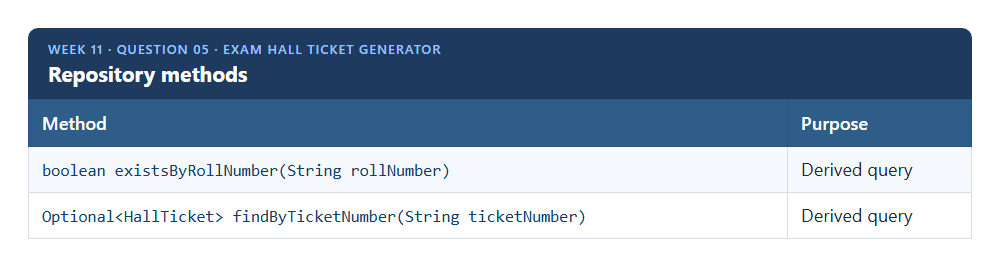 WEEK 11 · QUESTION 05 · EXAM HALL TICKET GENERATOR
Repository methods
Method Purpose
boolean existsByRollNumber(String rollNumber) Derived query
Optional<HallTicket> findByTicketNumber(String ticketNumber) Derived query